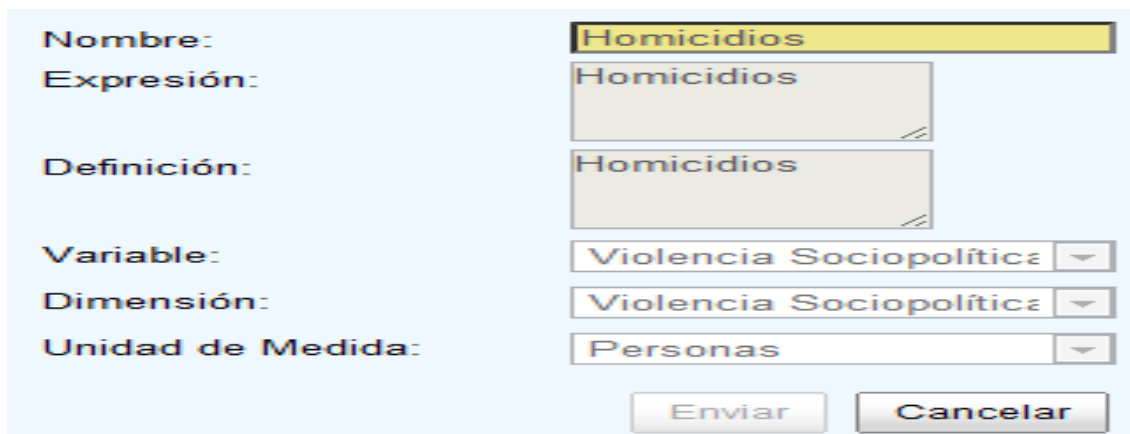 Nombre: Homicidios
Expresión: Homicidios
Definición: Homicidios
Variable: Violencia Sociopolítica
Dimensión: Violencia Sociopolítica
Unidad de Medida: Personas
Enviar Cancelar